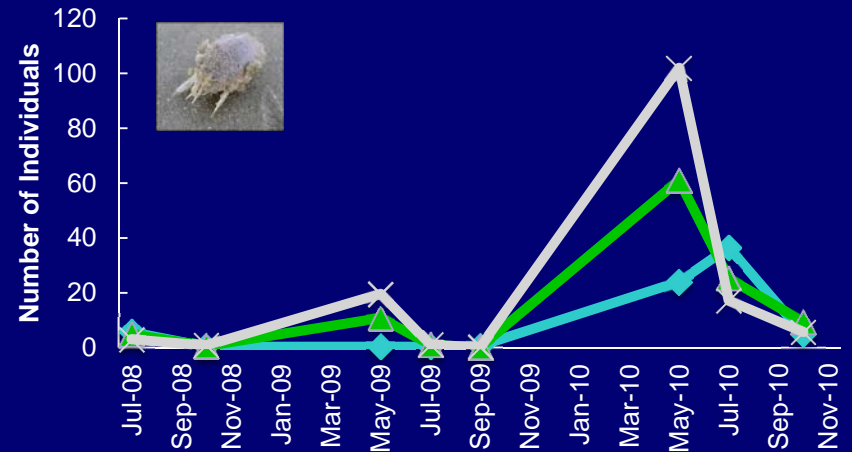 120
100
80
60
40
20
0
Number of Individuals
Jul-08
Sep-08
Nov-08
Jan-09
Mar-09
May-09
Jul-09
Sep-09
Nov-09
Jan-10
Mar-10
May-10
Jul-10
Sep-10
Nov-10